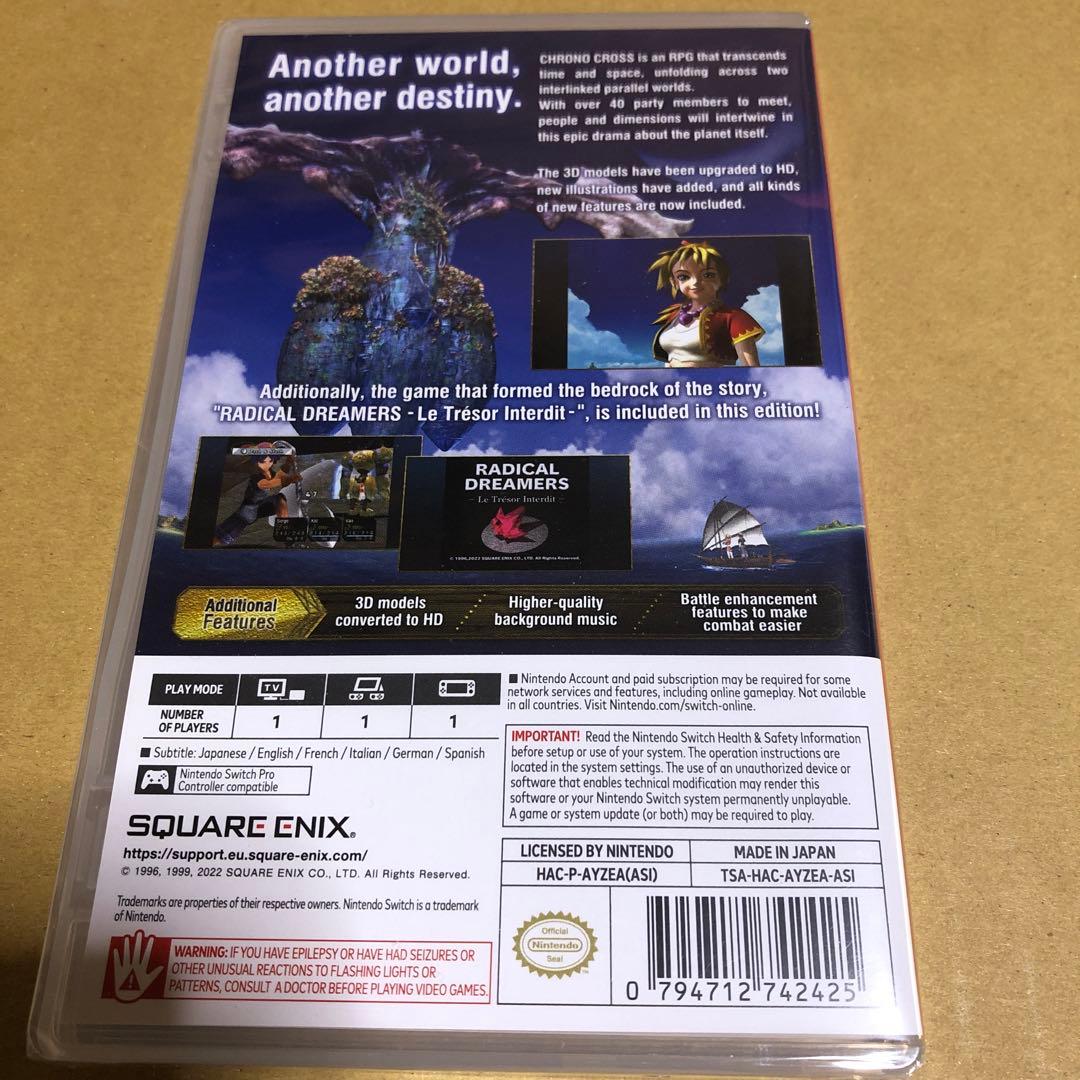 Another world,
another destiny.
CHRONO CROSS is an RPG that transcends
time and space, unfolding across two
interlinked parallel worlds.
With over 40 party members to meet,
people and dimensions will intertwine in
this epic drama about the planet itself.
The 3D models have been upgraded to HD,
new illustrations have added, and all kinds
of new features are now included.
Additionally, the game that formed the bedrock of the story,
"RADICAL DREAMERS - Le Trésor Interdit -", is included in this edition!
RADICAL
DREAMERS
- Le Trésor Interdit -
© 1996,2022 SQUARE ENIX CO., LTD. All Rights Reserved.
Additional
Features
3D models
converted to HD
Higher-quality
background music
Battle enhancement
features to make
combat easier
PLAY MODE
TV
NUMBER
OF PLAYERS
1
1
1
■ Subtitle: Japanese / English / French / Italian / German / Spanish
Nintendo Switch Pro
Controller compatible
SQUARE ENIX®
https://support.eu.square-enix.com/
© 1996, 1999, 2022 SQUARE ENIX CO., LTD. All Rights Reserved.
Trademarks are properties of their respective owners. Nintendo Switch is a trademark
of Nintendo.
WARNING: IF YOU HAVE EPILEPSY OR HAVE HAD SEIZURES OR
OTHER UNUSUAL REACTIONS TO FLASHING LIGHTS OR
PATTERNS, CONSULT A DOCTOR BEFORE PLAYING VIDEO GAMES.
■ Nintendo Account and paid subscription may be required for some
network services and features, including online gameplay. Not available
in all countries. Visit Nintendo.com/switch-online.
IMPORTANT! Read the Nintendo Switch Health & Safety Information
before setup or use of your system. The operation instructions are
located in the system settings. The use of an unauthorized device or
software that enables technical modification may render this
software or your Nintendo Switch system permanently unplayable.
A game or system update (or both) may be required to play.
LICENSED BY NINTENDO
MADE IN JAPAN
HAC-P-AYZEA(ASI)
TSA-HAC-AYZEA-ASI
Official
Nintendo
Seal
TM
0 794712 742425